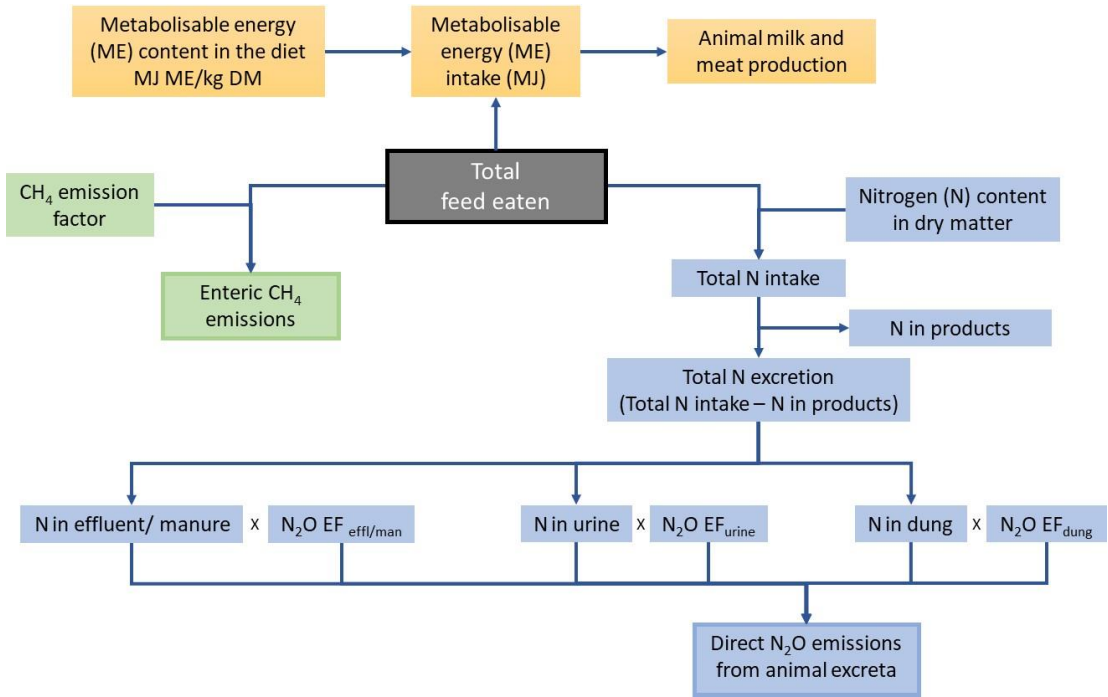 Metabolisable energy
(ME) content in the diet
MJ ME/kg DM
Metabolisable
energy (ME)
intake (MJ)
Animal milk and
meat production
Total
feed eaten
CH₄ emission
factor
Nitrogen (N) content
in dry matter
Enteric CH₄
emissions
Total N intake
N in products
Total N excretion
(Total N intake – N in products)
N in effluent/ manure x N₂O EF effl/man
N in urine x N₂O EFurine
N in dung x N₂O EFdung
Direct N₂O emissions
from animal excreta